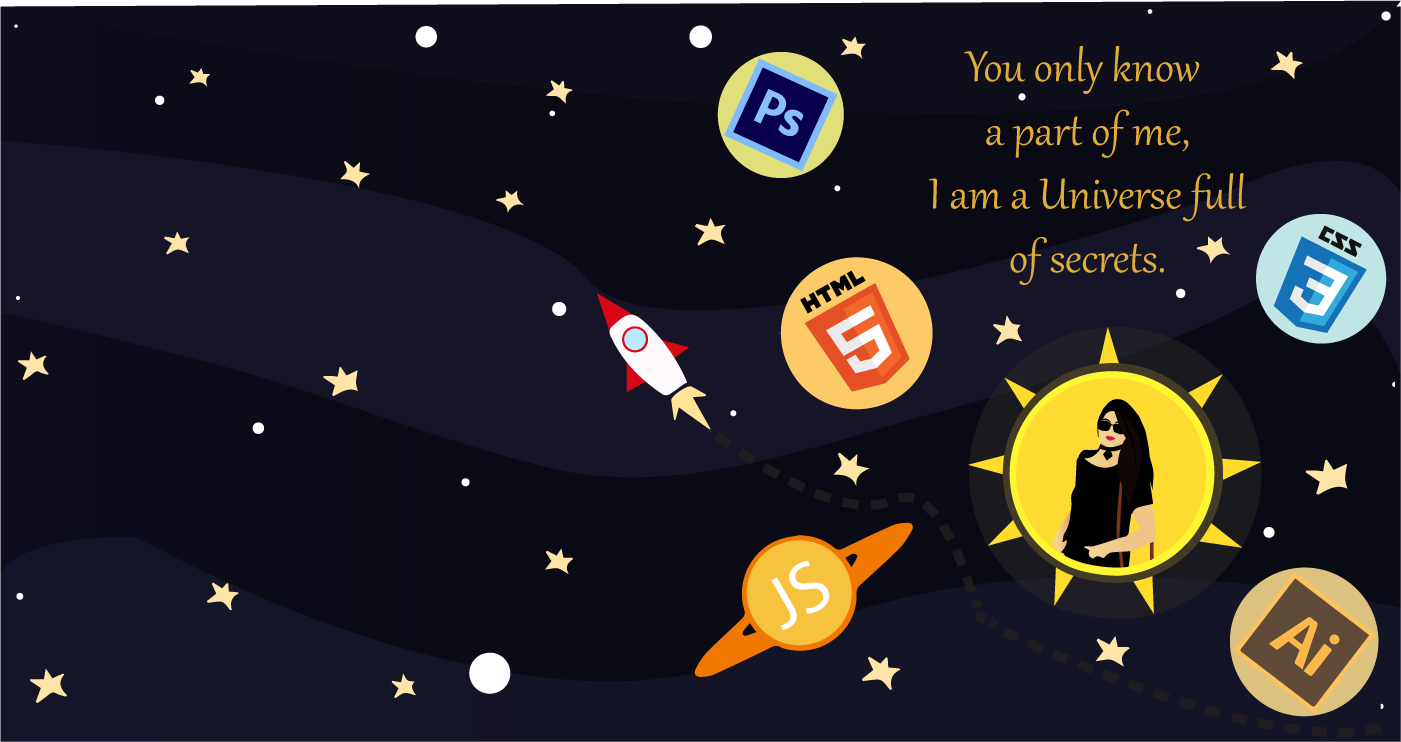 You only know
a part of me,
I am a Universe full
of secrets.
Ps
HTML
5
CSS
3
JS
Ai